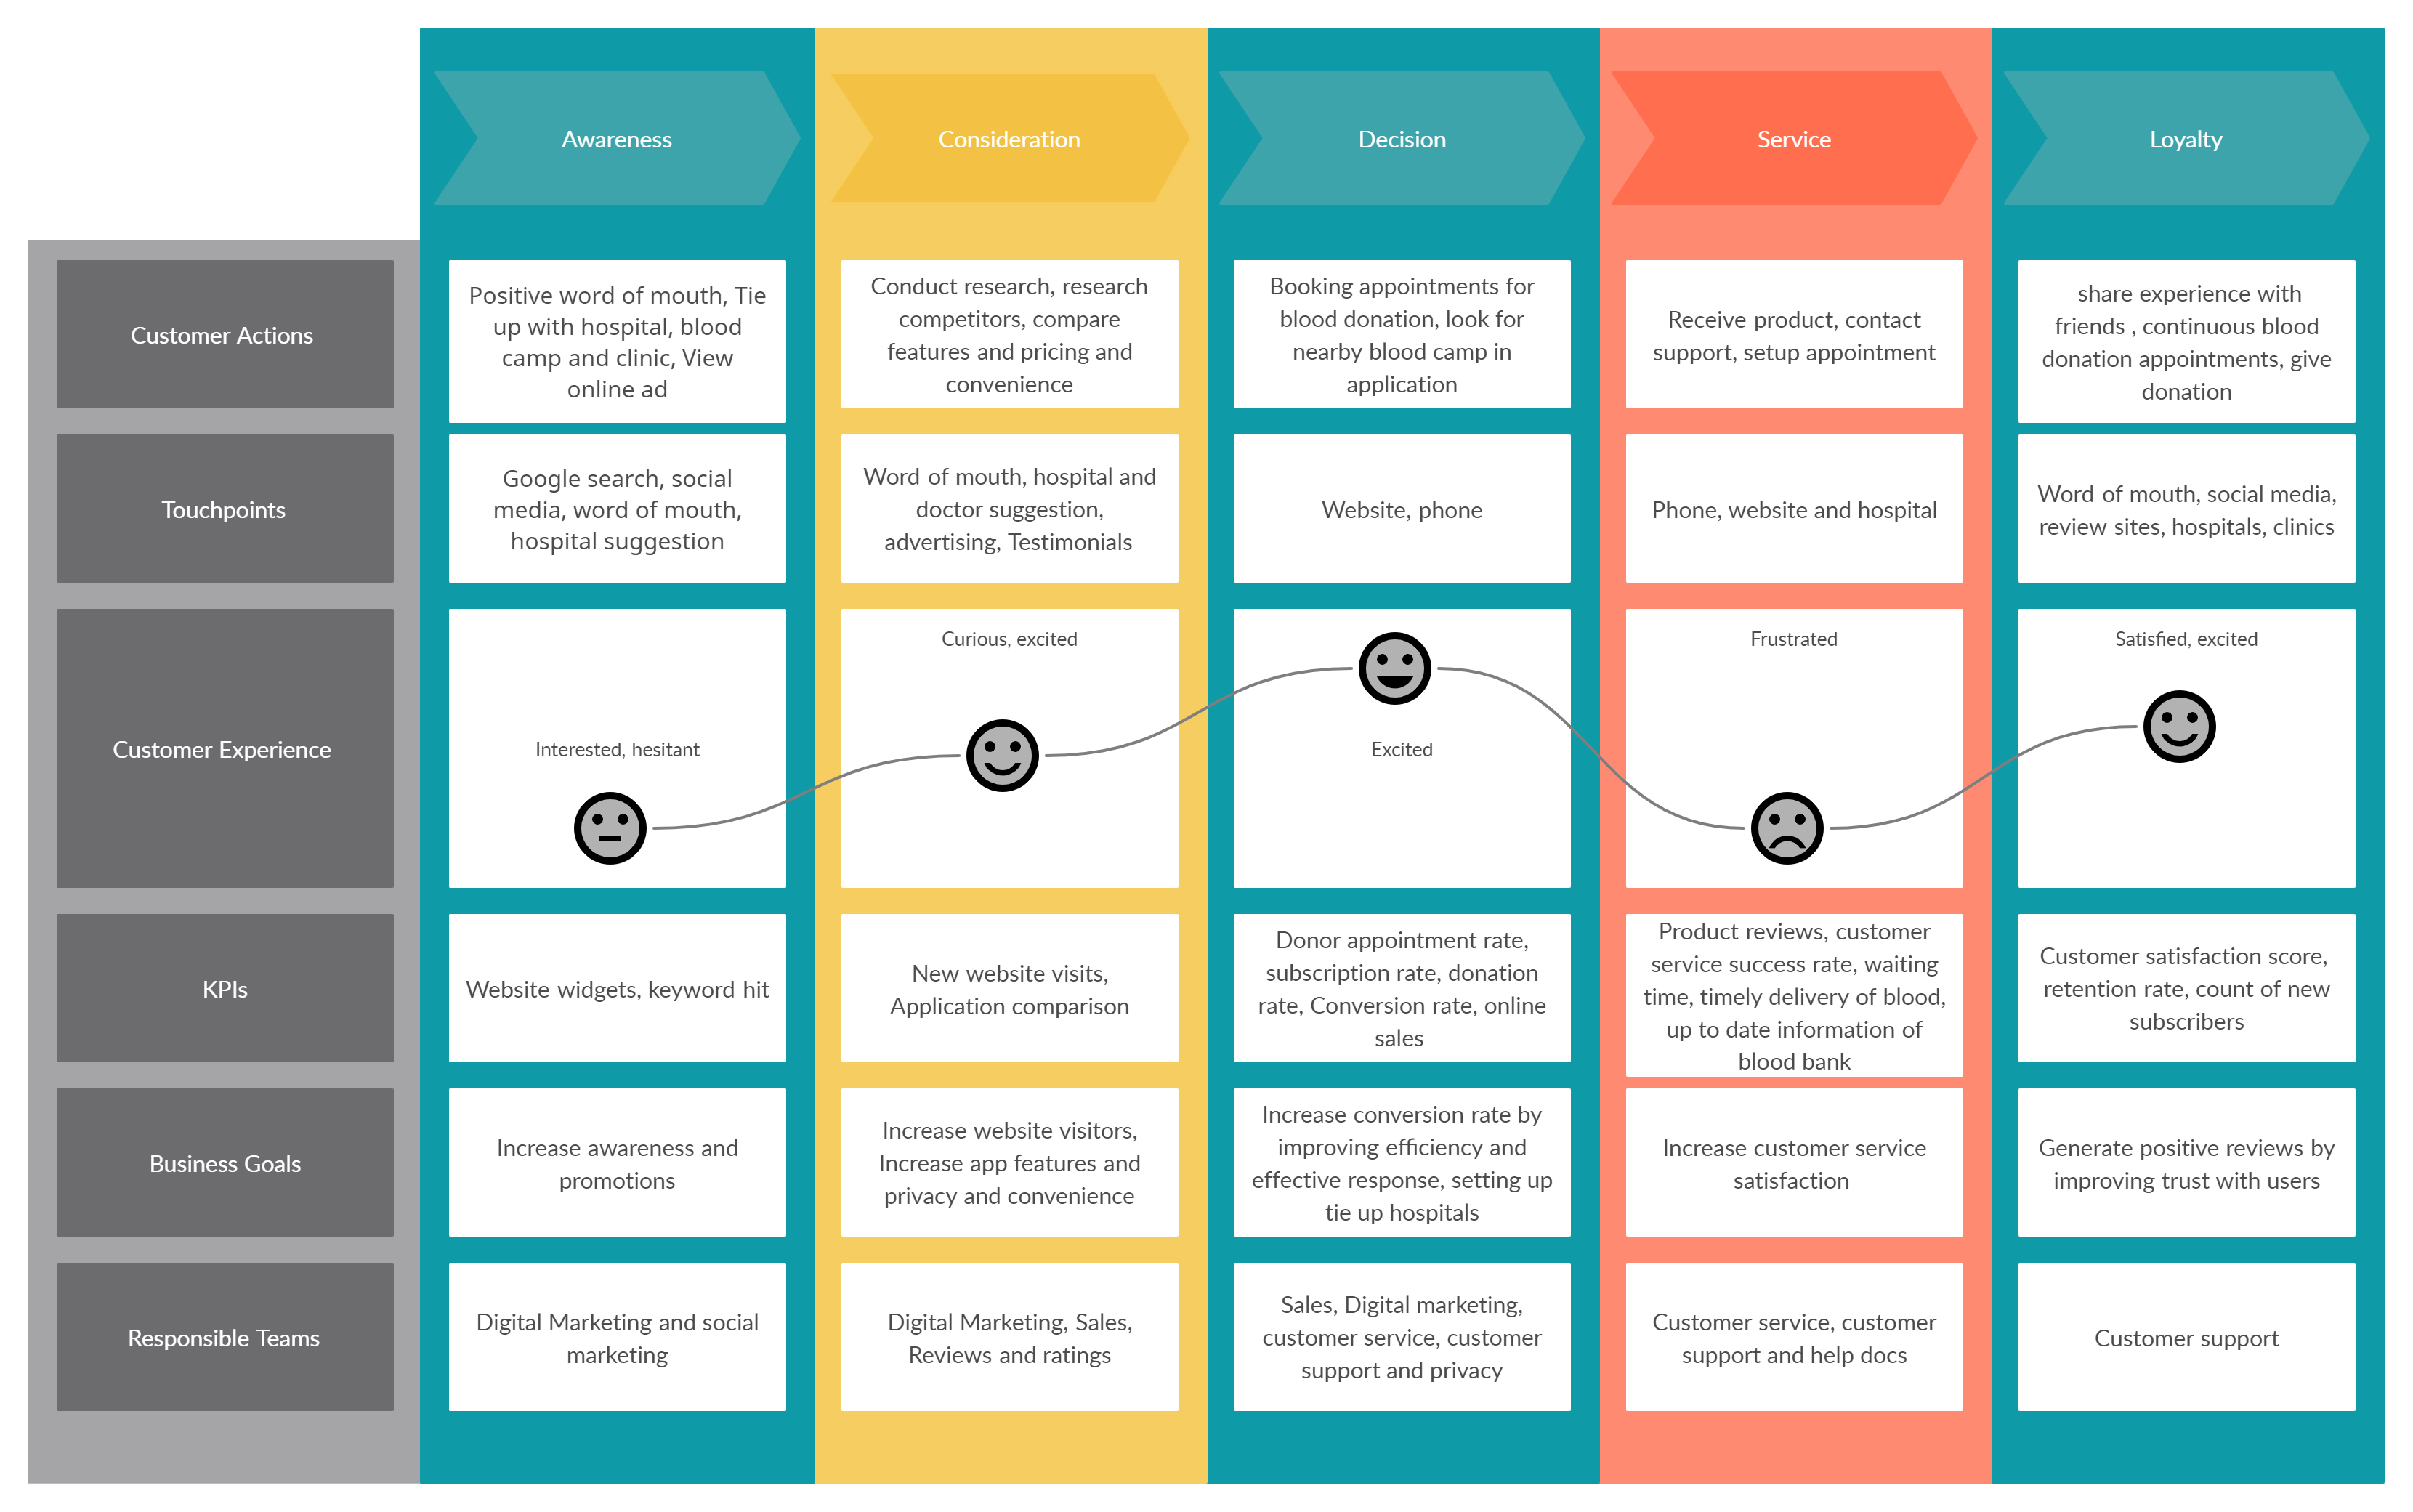 Awareness
Consideration
Decision
Service
Loyalty
Customer Actions
Positive word of mouth, Tie
up with hospital, blood
camp and clinic, View
online ad
Conduct research, research
competitors, compare
features and pricing and
convenience
Booking appointments for
blood donation, look for
nearby blood camp in
application
Receive product, contact
support, setup appointment
share experience with
friends , continuous blood
donation appointments, give
donation
Touchpoints
Google search, social
media, word of mouth,
hospital suggestion
Word of mouth, hospital and
doctor suggestion,
advertising, Testimonials
Website, phone
Phone, website and hospital
Word of mouth, social media,
review sites, hospitals, clinics
Customer Experience
Interested, hesitant
Curious, excited
Excited
Frustrated
Satisfied, excited
KPIs
Website widgets, keyword hit
New website visits,
Application comparison
Donor appointment rate,
subscription rate, donation
rate, Conversion rate, online
sales
Product reviews, customer
service success rate, waiting
time, timely delivery of blood,
up to date information of
blood bank
Customer satisfaction score,
retention rate, count of new
subscribers
Business Goals
Increase awareness and
promotions
Increase website visitors,
Increase app features and
privacy and convenience
Increase conversion rate by
improving efficiency and
effective response, setting up
tie up hospitals
Increase customer service
satisfaction
Generate positive reviews by
improving trust with users
Responsible Teams
Digital Marketing and social
marketing
Digital Marketing, Sales,
Reviews and ratings
Sales, Digital marketing,
customer service, customer
support and privacy
Customer service, customer
support and help docs
Customer support